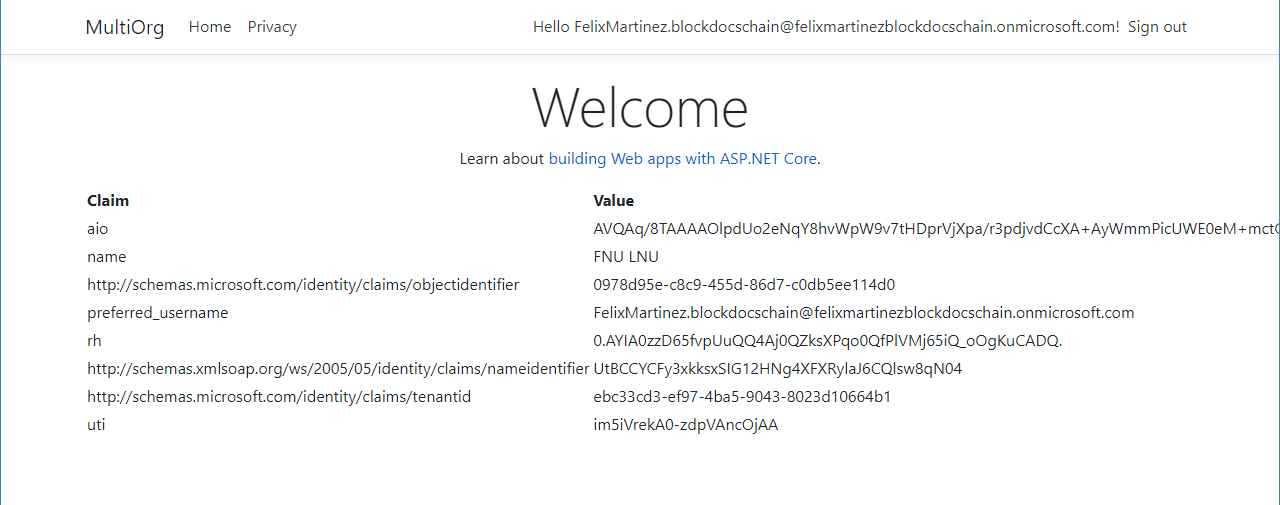 MultiOrg Home Privacy Hello FelixMartinez.blockdocschain@felixmartinezblockdocschain.onmicrosoft.com! Sign out
Welcome
Learn about building Web apps with ASP.NET Core.
Claim Value
aio AVQAq/8TAAAAOlpdUo2eNqY8hvWpW9v7tHDprVjXpa/r3pdjvdCcXA+AyWmmPicUWE0eM+mct
name FNU LNU
http://schemas.microsoft.com/identity/claims/objectidentifier 0978d95e-c8c9-455d-86d7-c0db5ee114d0
preferred_username FelixMartinez.blockdocschain@felixmartinezblockdocschain.onmicrosoft.com
rh 0.AYIA0zzD65fvpUuQQ4Aj0QZksXPqo0QfPlVMj65iQ_oOgKuCADQ.
http://schemas.xmlsoap.org/ws/2005/05/identity/claims/nameidentifier UtBCCYCFy3xkksxSIG12HNg4XFXRylaJ6CQlsw8qN04
http://schemas.microsoft.com/identity/claims/tenantid ebc33cd3-ef97-4ba5-9043-8023d10664b1
uti im5iVrekA0-zdpVAncOjAA